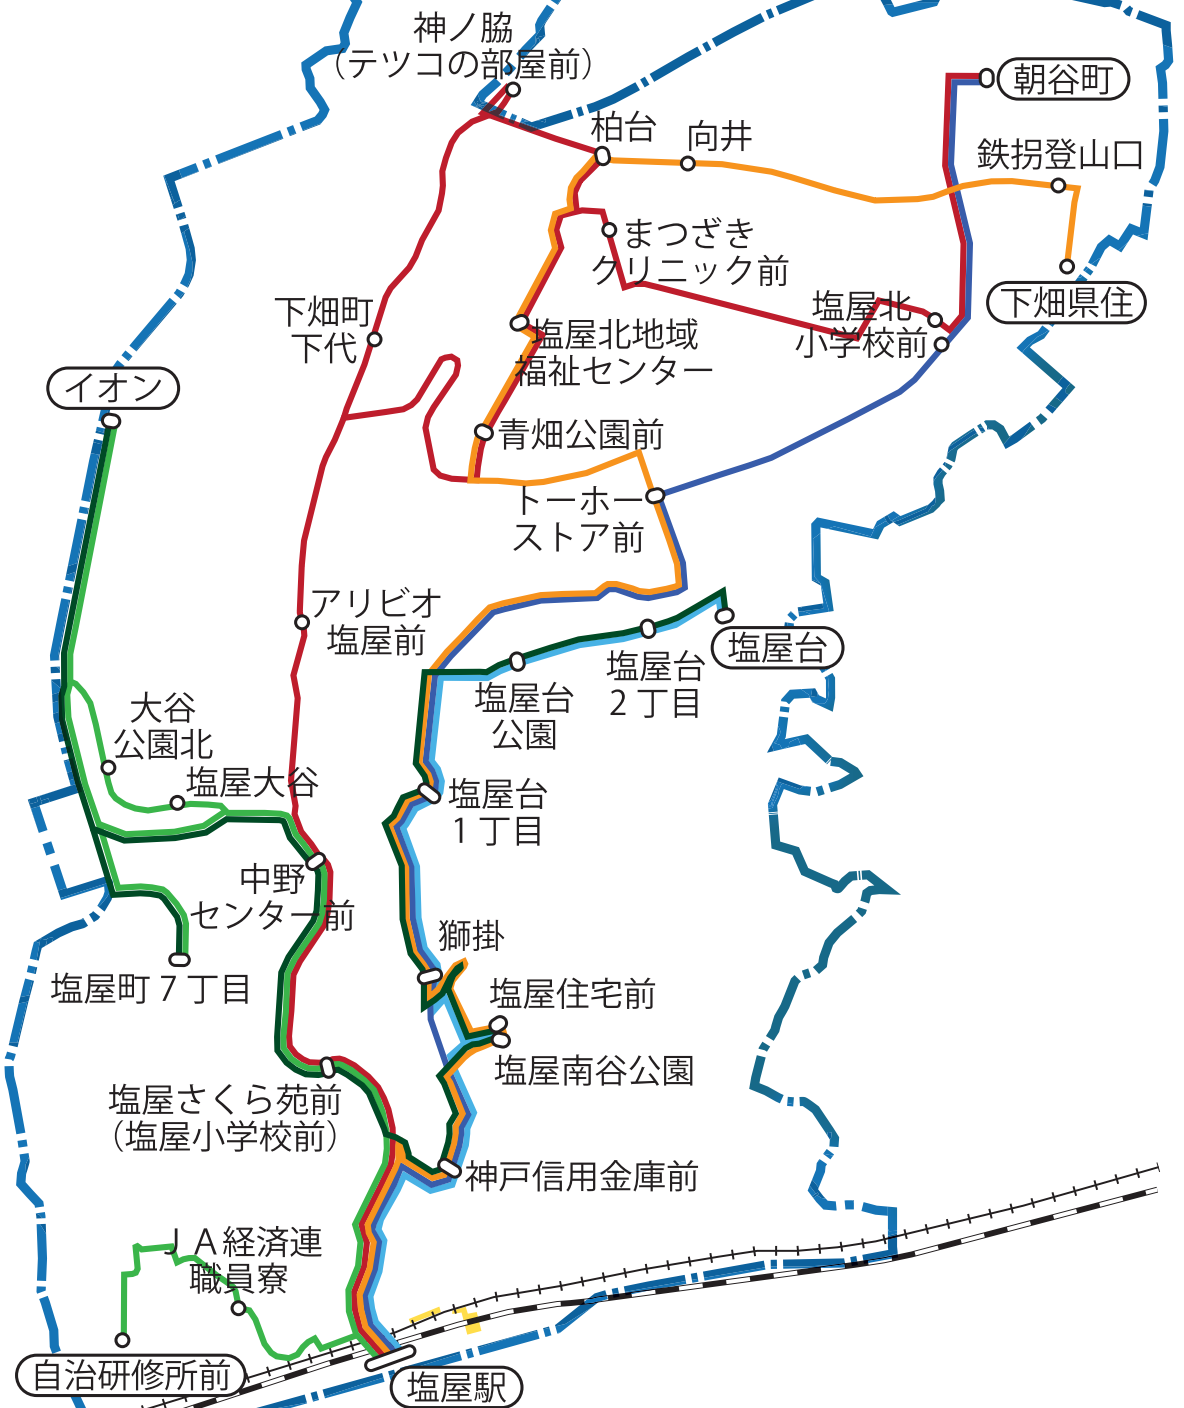 神ノ脇
（テツコの部屋前）
朝谷町
柏台
向井
鉄拐登山口
まつざき
クリニック前
下畑県住
塩屋北
小学校前
下畑町
下代
塩屋北地域
福祉センター
イオン
青畑公園前
トーホー
ストア前
アリビオ
塩屋前
塩屋台
塩屋台
2丁目
塩屋台
公園
大谷
公園北
塩屋大谷
塩屋台
1丁目
中野
センター前
獅掛
塩屋町7丁目
塩屋住宅前
塩屋南谷公園
塩屋さくら苑前
（塩屋小学校前）
神戸信用金庫前
JA経済連
職員寮
自治研修所前
塩屋駅